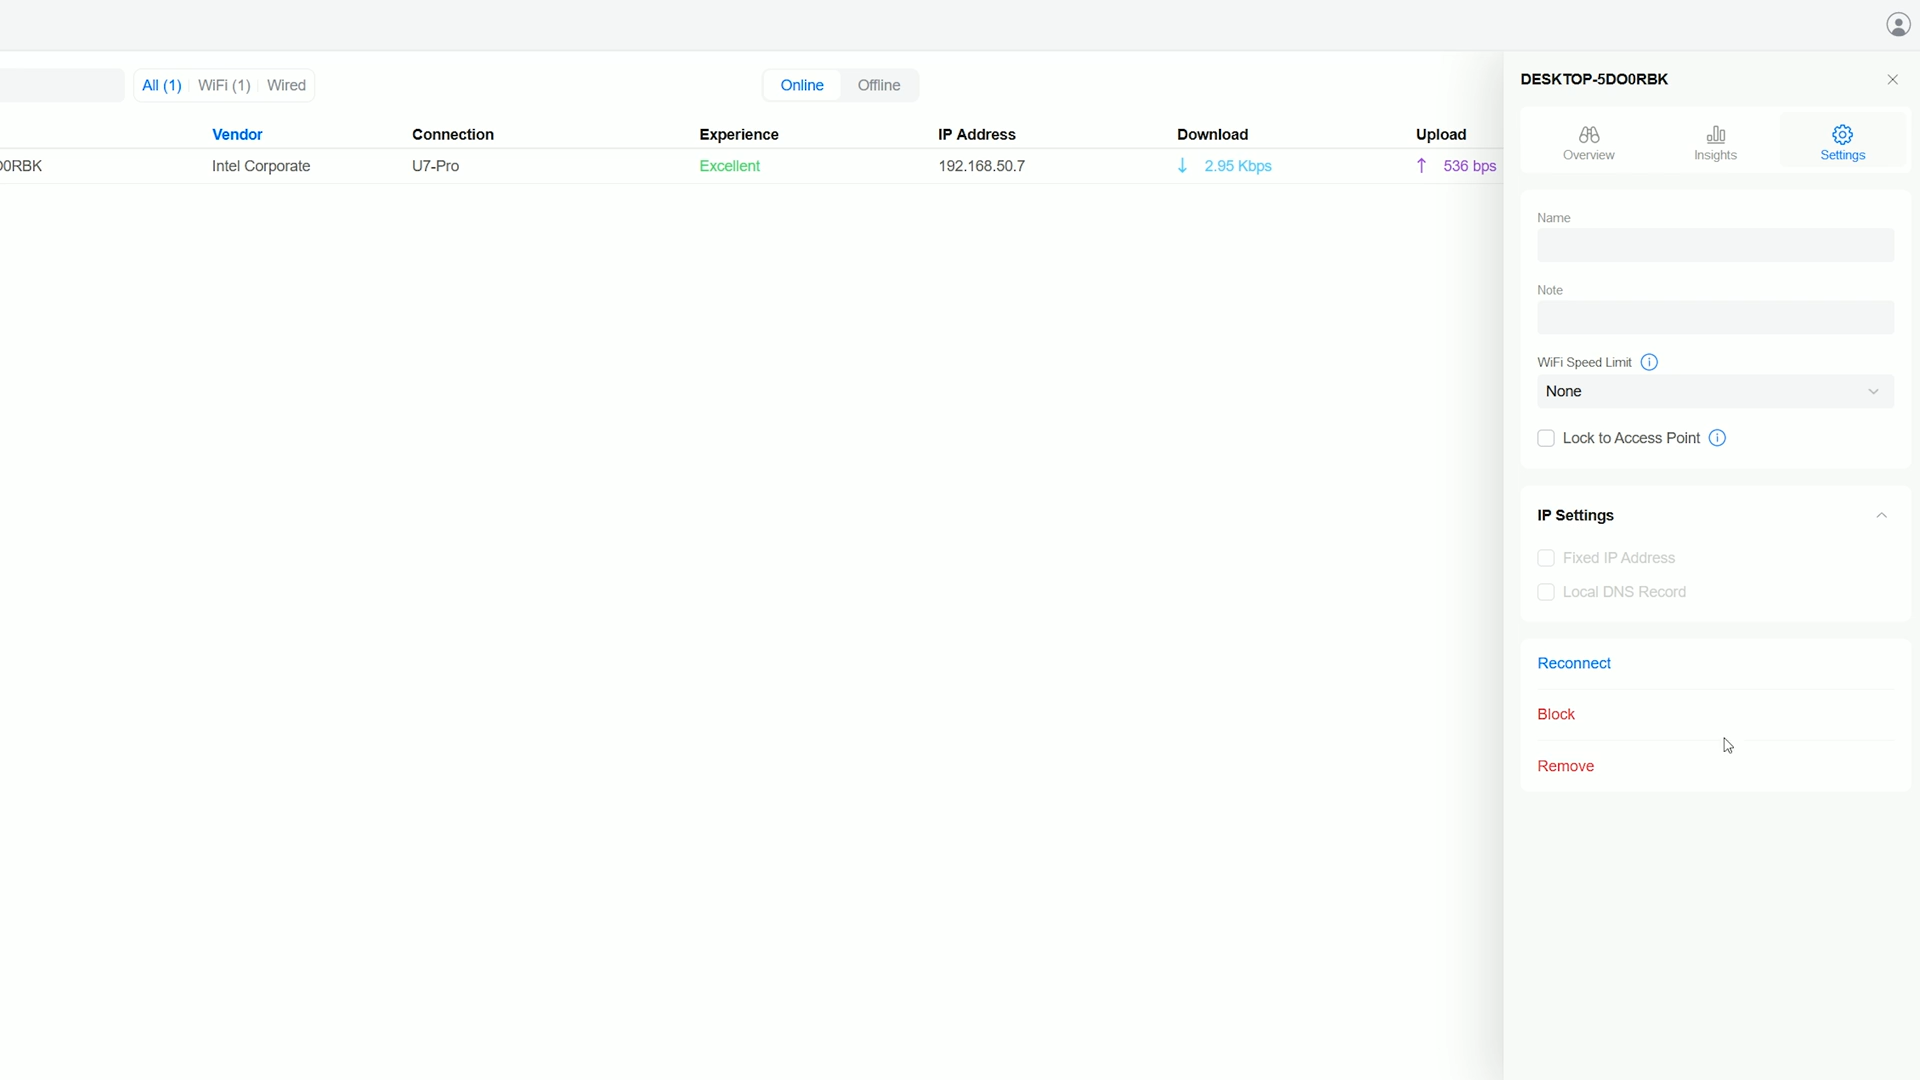 All (1) WiFi (1) Wired
Online Offline
Vendor Connection Experience IP Address Download Upload
0RBK Intel Corporate U7-Pro Excellent 192.168.50.7 ↓ 2.95 Kbps ↑ 536 bps
DESKTOP-5DO0RBK
Overview Insights Settings
Name
Note
WiFi Speed Limit
None
Lock to Access Point
IP Settings
Fixed IP Address
Local DNS Record
Reconnect
Block
Remove